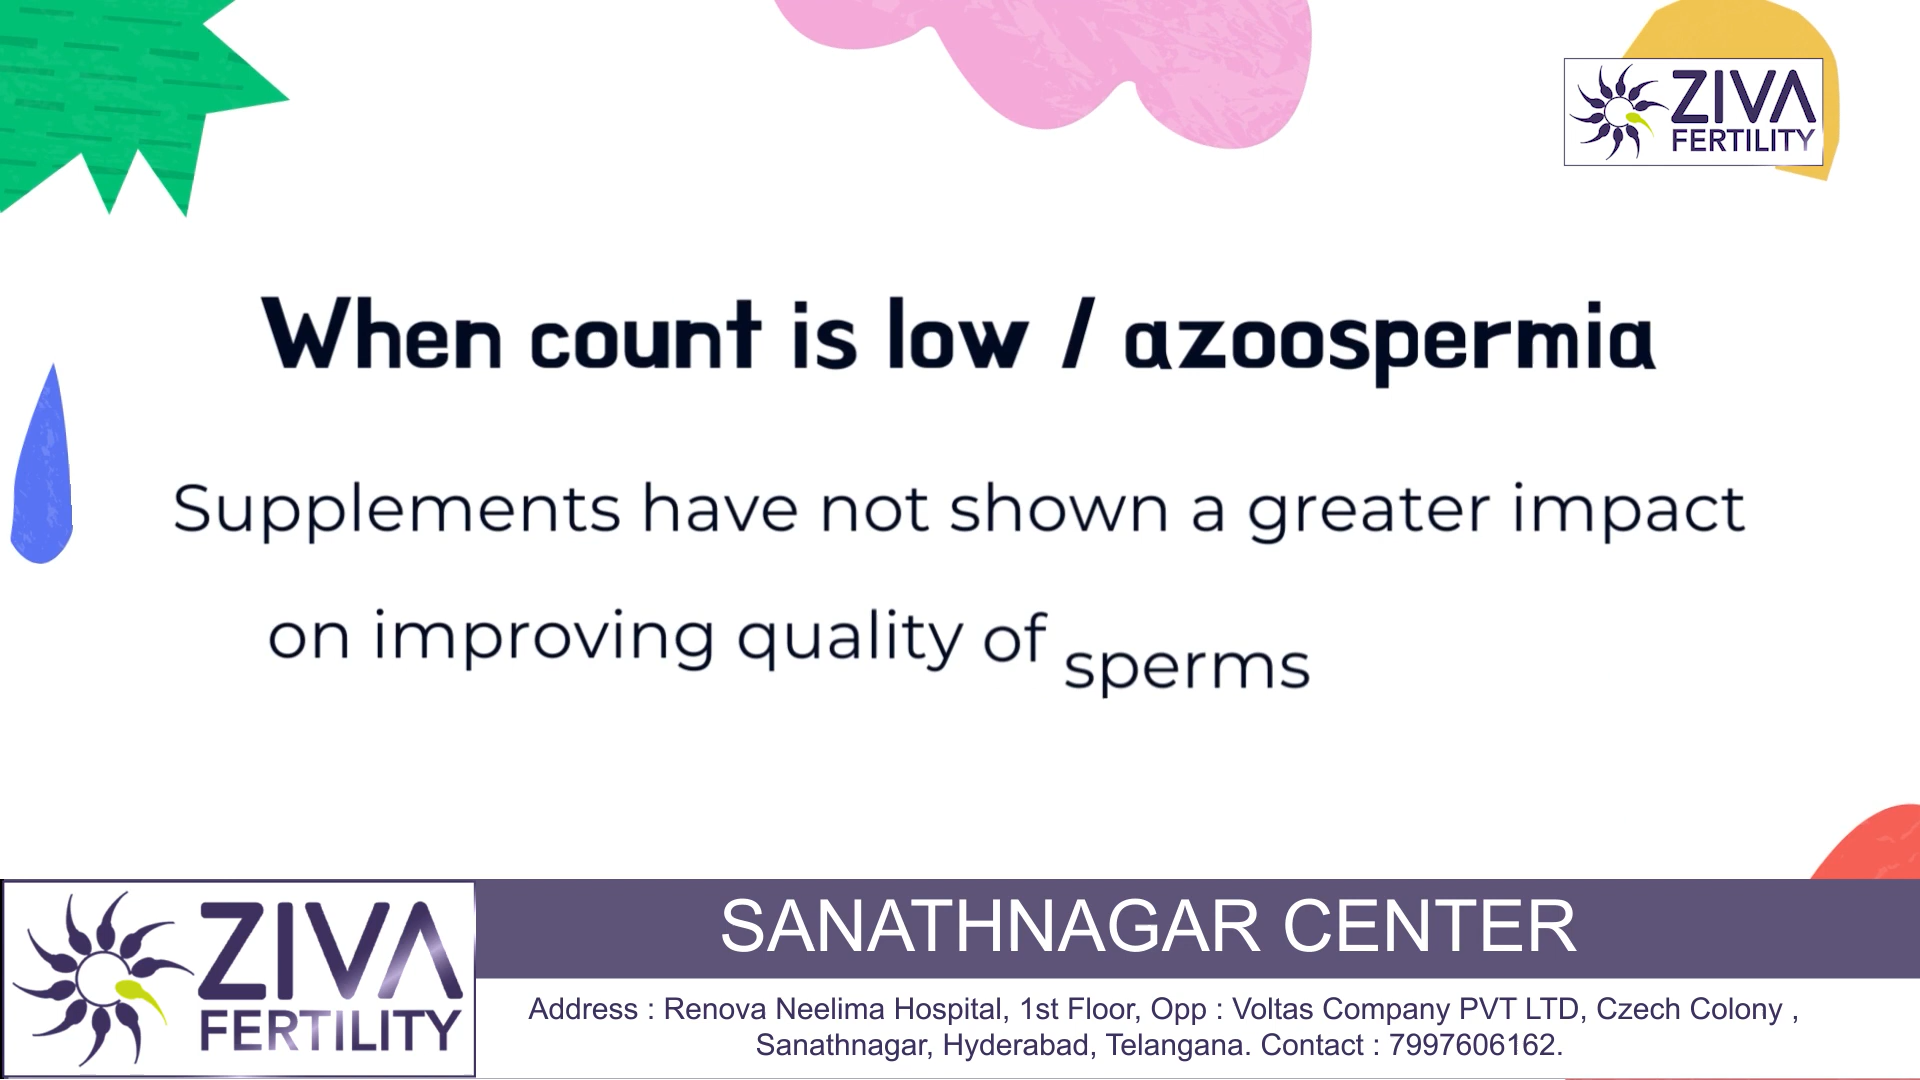 ZIVA
FERTILITY
When count is low / azoospermia
Supplements have not shown a greater impact
on improving quality of sperms
ZIVA
FERTILITY
SANATHNAGAR CENTER
Address : Renova Neelima Hospital, 1st Floor, Opp : Voltas Company PVT LTD, Czech Colony ,
Sanathnagar, Hyderabad, Telangana. Contact : 7997606162.